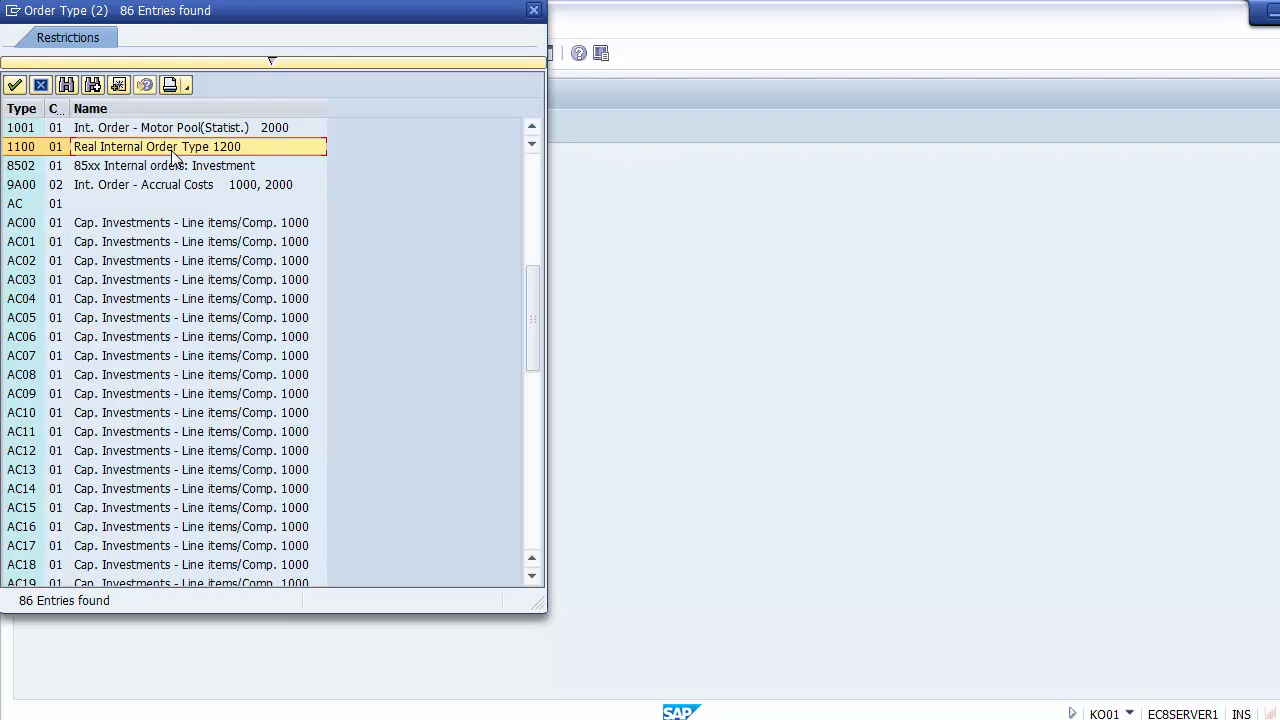 Order Type (2)   86 Entries found
Restrictions
Type C.. Name
1001 01 Int. Order - Motor Pool(Statist.) 2000
1100 01 Real Internal Order Type 1200
8502 01 85xx Internal orders: Investment
9A00 02 Int. Order - Accrual Costs 1000, 2000
AC 01
AC00 01 Cap. Investments - Line items/Comp. 1000
AC01 01 Cap. Investments - Line items/Comp. 1000
AC02 01 Cap. Investments - Line items/Comp. 1000
AC03 01 Cap. Investments - Line items/Comp. 1000
AC04 01 Cap. Investments - Line items/Comp. 1000
AC05 01 Cap. Investments - Line items/Comp. 1000
AC06 01 Cap. Investments - Line items/Comp. 1000
AC07 01 Cap. Investments - Line items/Comp. 1000
AC08 01 Cap. Investments - Line items/Comp. 1000
AC09 01 Cap. Investments - Line items/Comp. 1000
AC10 01 Cap. Investments - Line items/Comp. 1000
AC11 01 Cap. Investments - Line items/Comp. 1000
AC12 01 Cap. Investments - Line items/Comp. 1000
AC13 01 Cap. Investments - Line items/Comp. 1000
AC14 01 Cap. Investments - Line items/Comp. 1000
AC15 01 Cap. Investments - Line items/Comp. 1000
AC16 01 Cap. Investments - Line items/Comp. 1000
AC17 01 Cap. Investments - Line items/Comp. 1000
AC18 01 Cap. Investments - Line items/Comp. 1000
AC19 01 Cap. Investments - Line items/Comp. 1000
86 Entries found
SAP
KO01 EC8SERVER1 INS